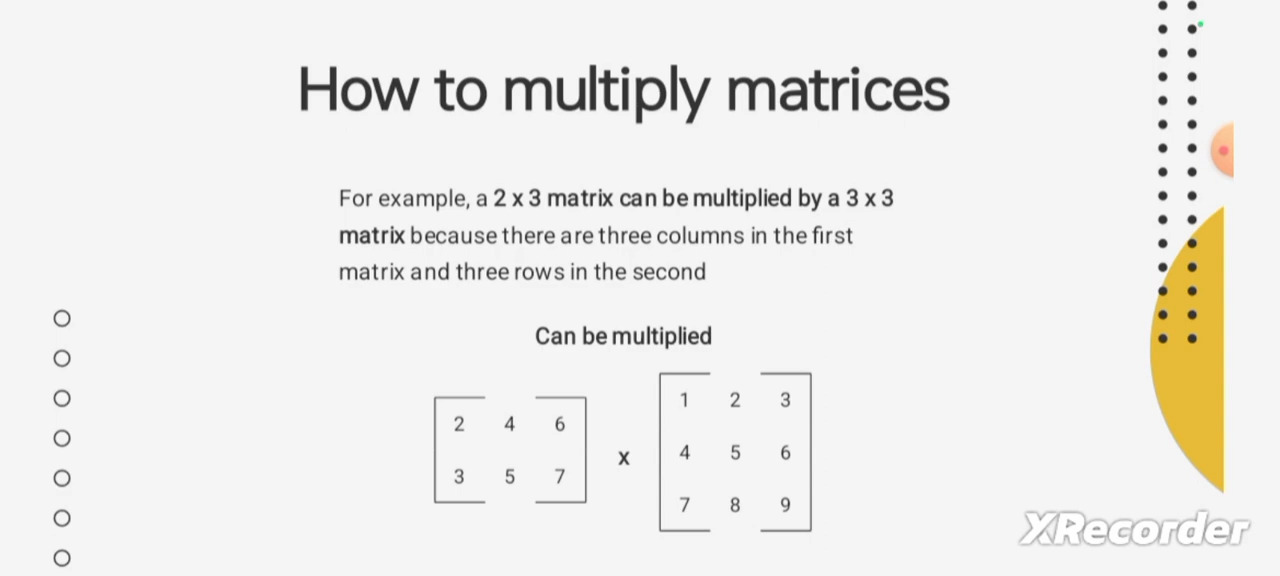 How to multiply matrices
For example, a 2 x 3 matrix can be multiplied by a 3 x 3
matrix because there are three columns in the first
matrix and three rows in the second
Can be multiplied
2 4 6
3 5 7
x
1 2 3
4 5 6
7 8 9
XRecorder